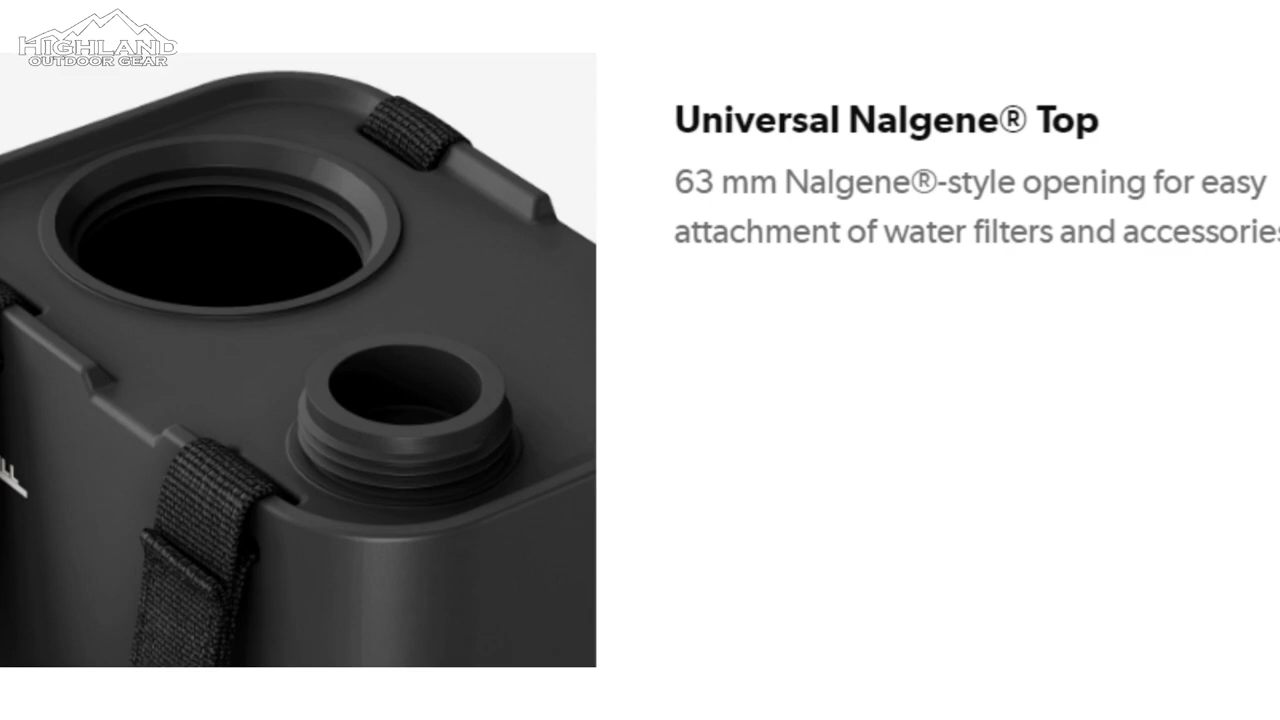 HIGHLAND
OUTDOOR GEAR
Universal Nalgene® Top
63 mm Nalgene®-style opening for easy
attachment of water filters and accessories